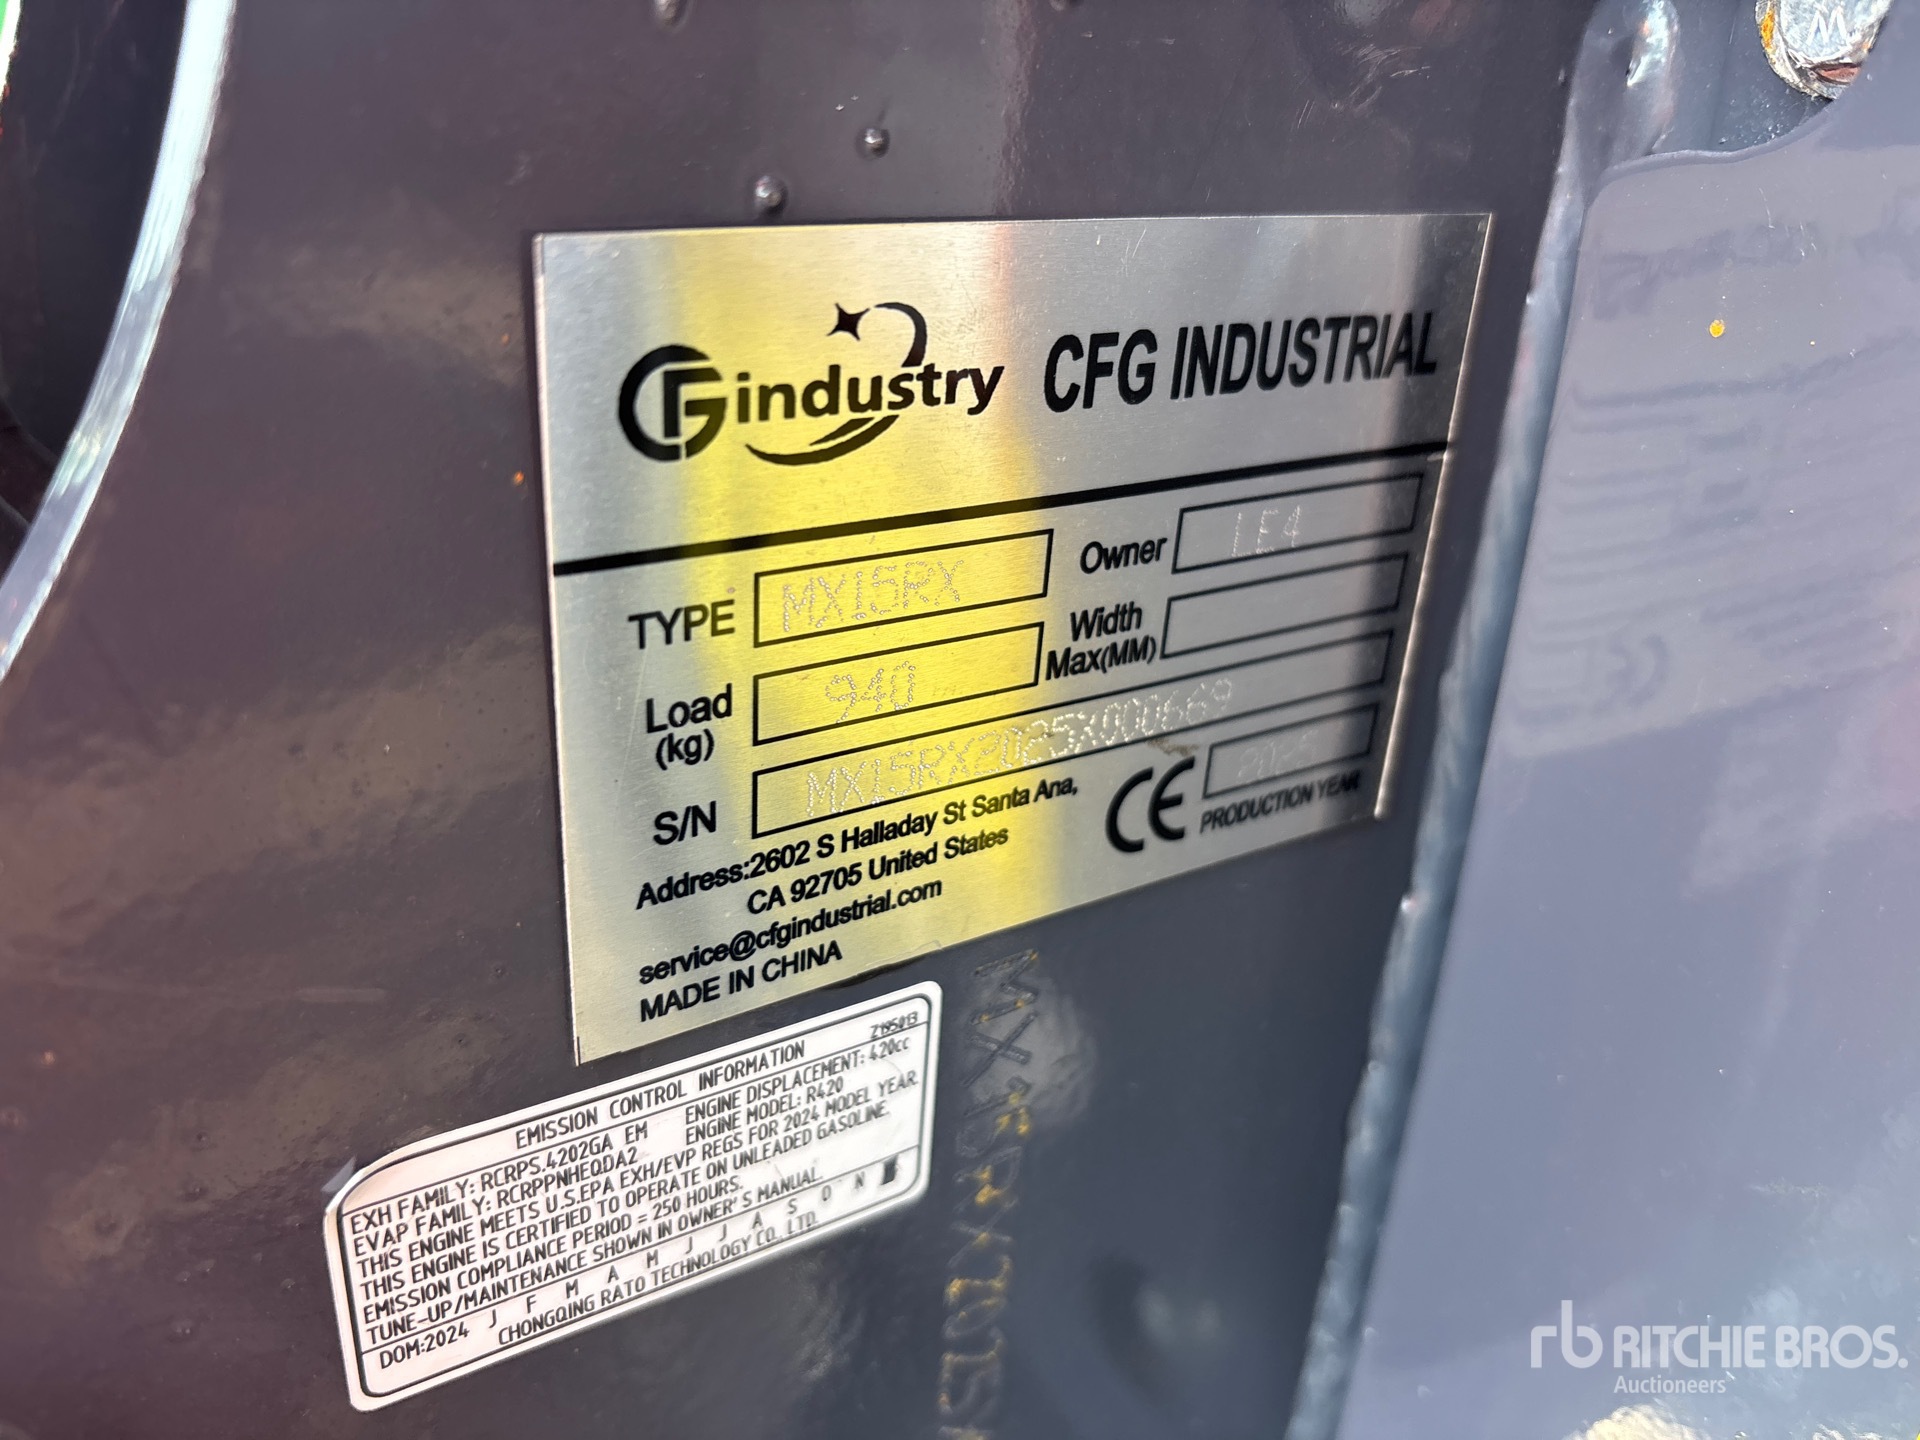 GFindustry CFG INDUSTRIAL
TYPE MX15RX Owner LE4
Load (kg) 940 Width Max(MM)
S/N MX15RX2025X000669
Address:2602 S Halladay St Santa Ana,
CA 92705 United States
service@cfgindustrial.com
MADE IN CHINA
CE 2025
PRODUCTION YEAR
EMISSION CONTROL INFORMATION Z195013
EXH FAMILY: RCRPS.4202GA EM ENGINE DISPLACEMENT: 420cc
EVAP FAMILY: RCRPPNHEQDA2 ENGINE MODEL: R420
THIS ENGINE MEETS U.S.EPA EXH/EVP REGS FOR 2024 MODEL YEAR.
THIS ENGINE IS CERTIFIED TO OPERATE ON UNLEADED GASOLINE.
EMISSION COMPLIANCE PERIOD = 250 HOURS.
TUNE-UP/MAINTENANCE SHOWN IN OWNER'S MANUAL.
DOM:2024 J F M A M J J A S O N
CHONGQING RATO TECHNOLOGY CO., LTD.
rb RITCHIE BROS.
Auctioneers